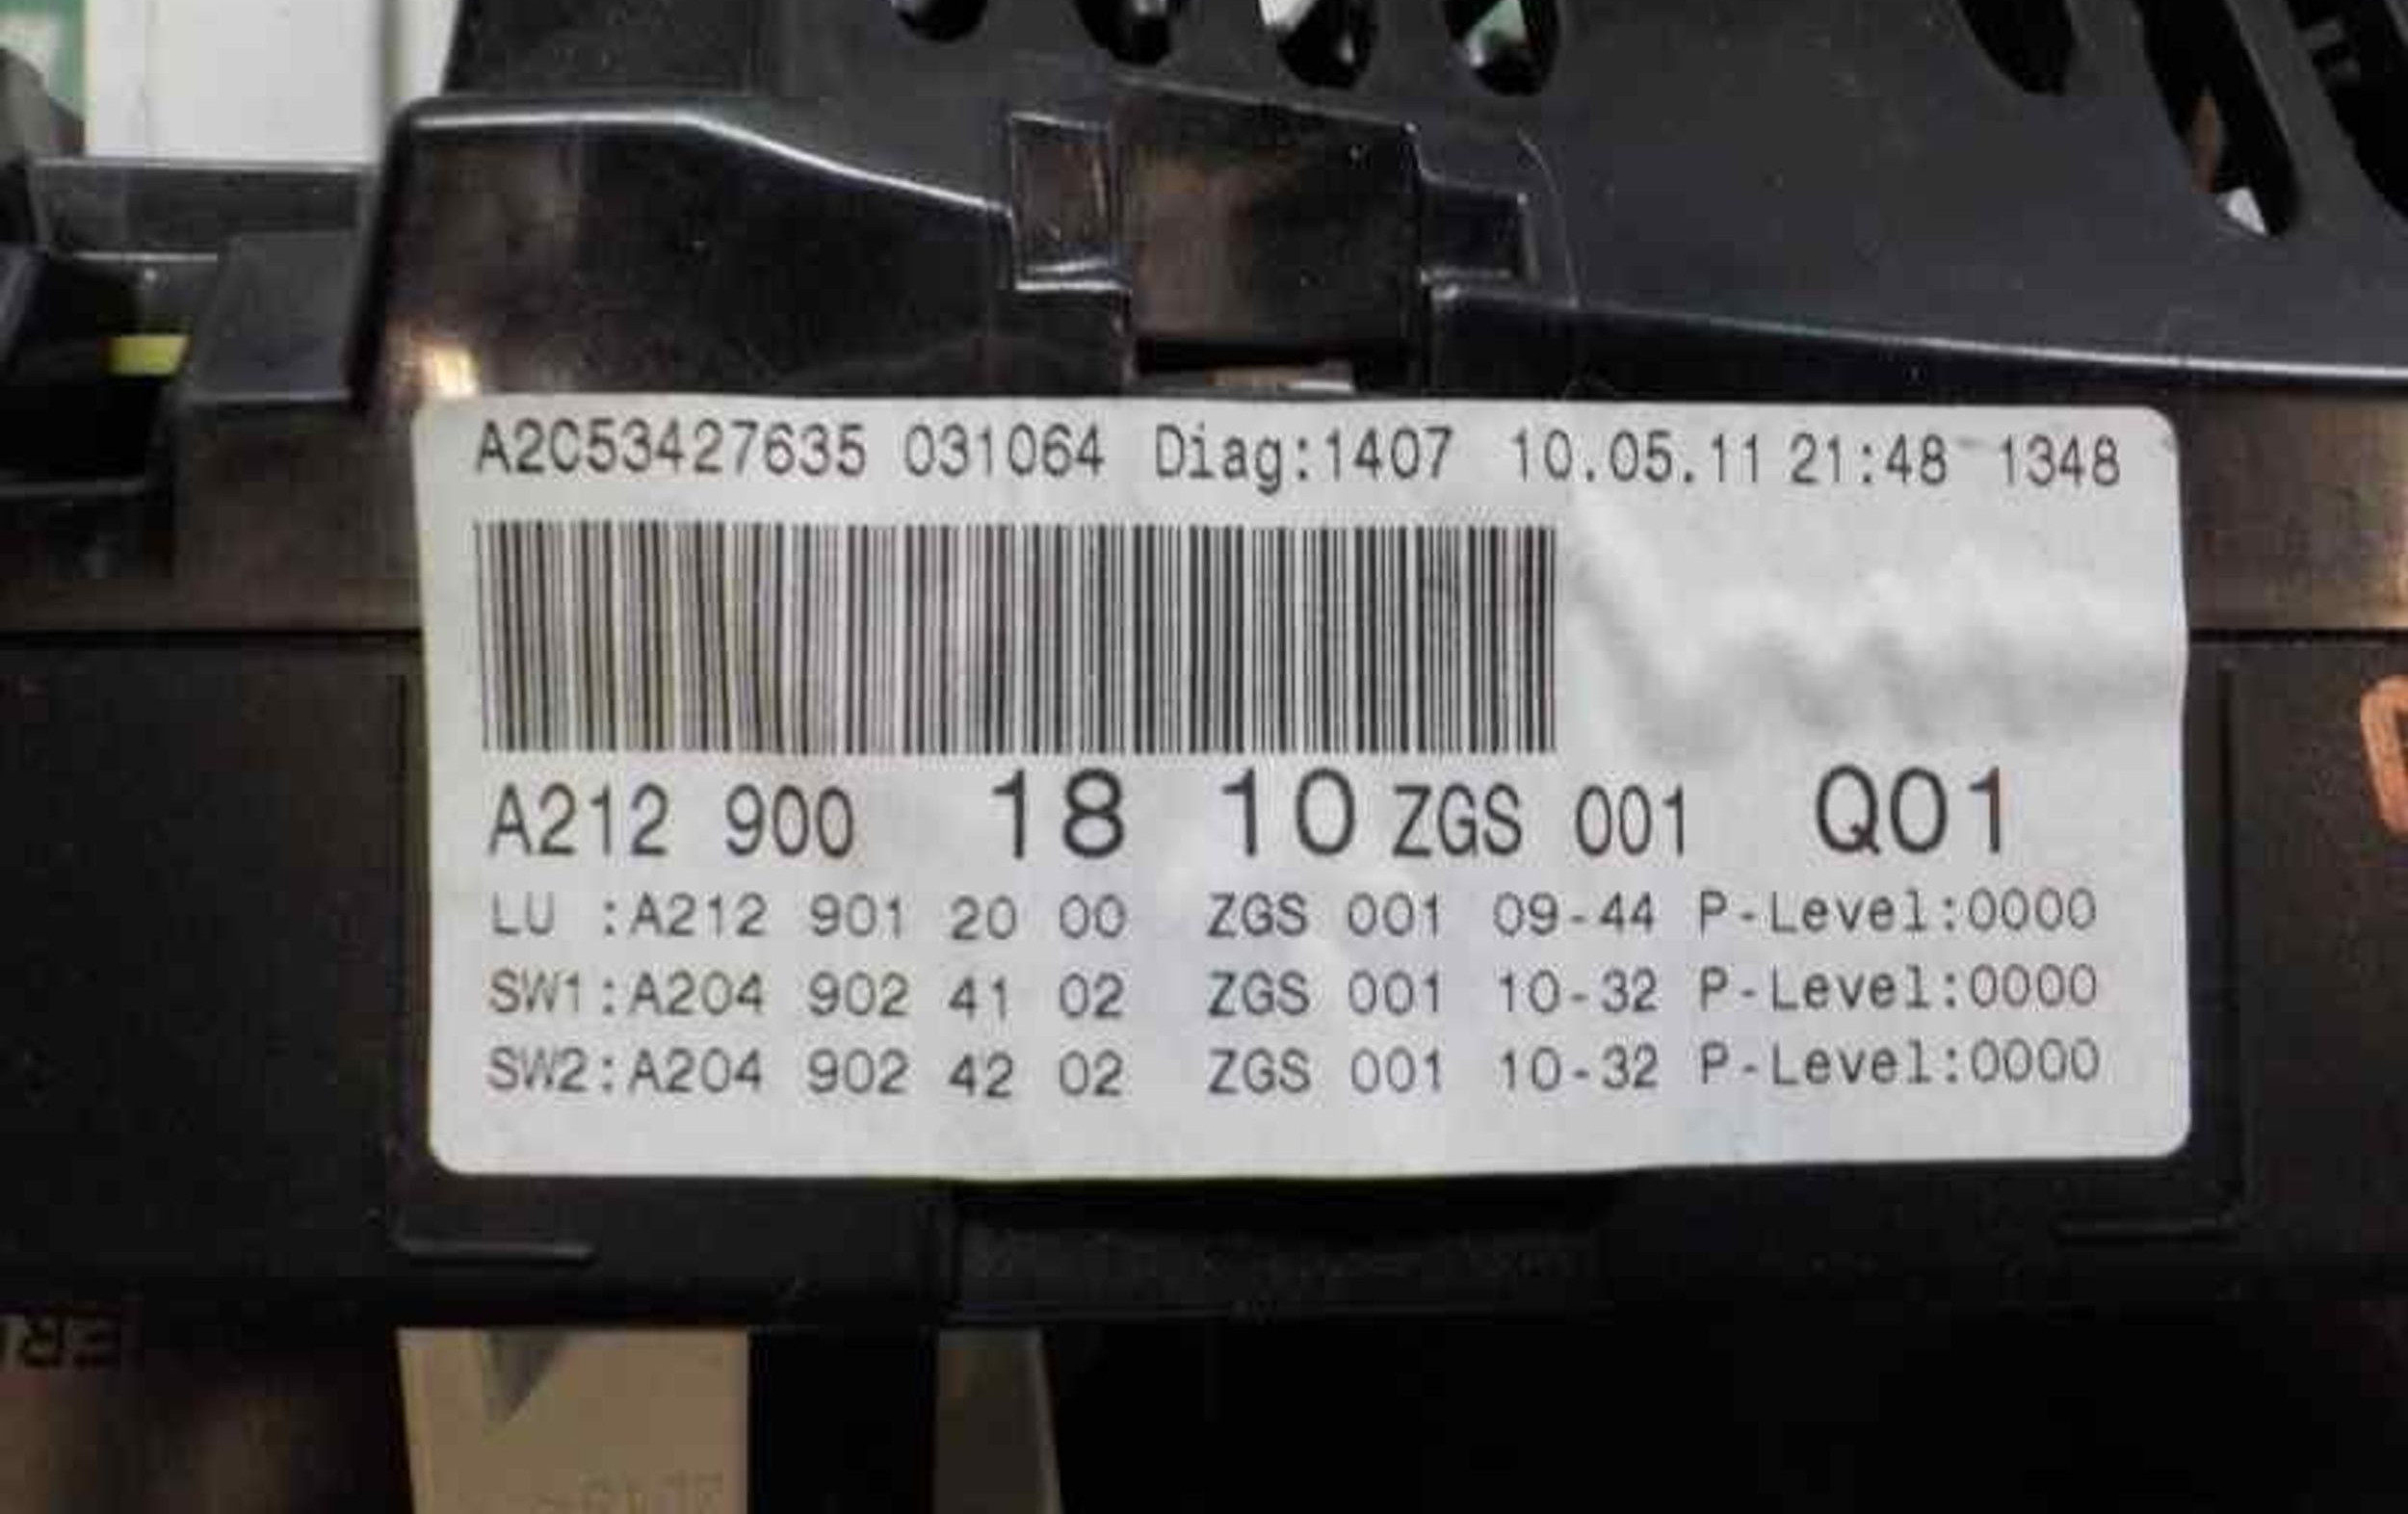 A2C53427635 031064 Diag:1407 10.05.11 21:48 1348
A212 900 18 10 ZGS 001 Q01
LU :A212 901 20 00 ZGS 001 09-44 P-Level:0000
SW1:A204 902 41 02 ZGS 001 10-32 P-Level:0000
SW2:A204 902 42 02 ZGS 001 10-32 P-Level:0000